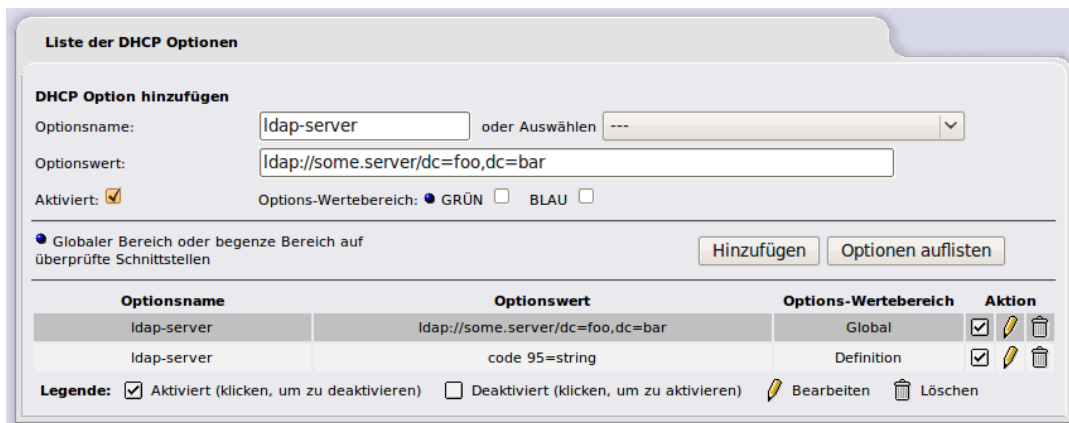 Liste der DHCP Optionen
DHCP Option hinzufügen
Optionsname: ldap-server oder Auswählen ---
Optionswert: ldap://some.server/dc=foo,dc=bar
Aktiviert: Options-Wertebereich: GRÜN BLAU
Globaler Bereich oder begenze Bereich auf
überprüfte Schnittstellen
Hinzufügen Optionen auflisten
Optionsname Optionswert Options-Wertebereich Aktion
ldap-server ldap://some.server/dc=foo,dc=bar Global
ldap-server code 95=string Definition
Legende: Aktiviert (klicken, um zu deaktivieren) Deaktiviert (klicken, um zu aktivieren) Bearbeiten Löschen